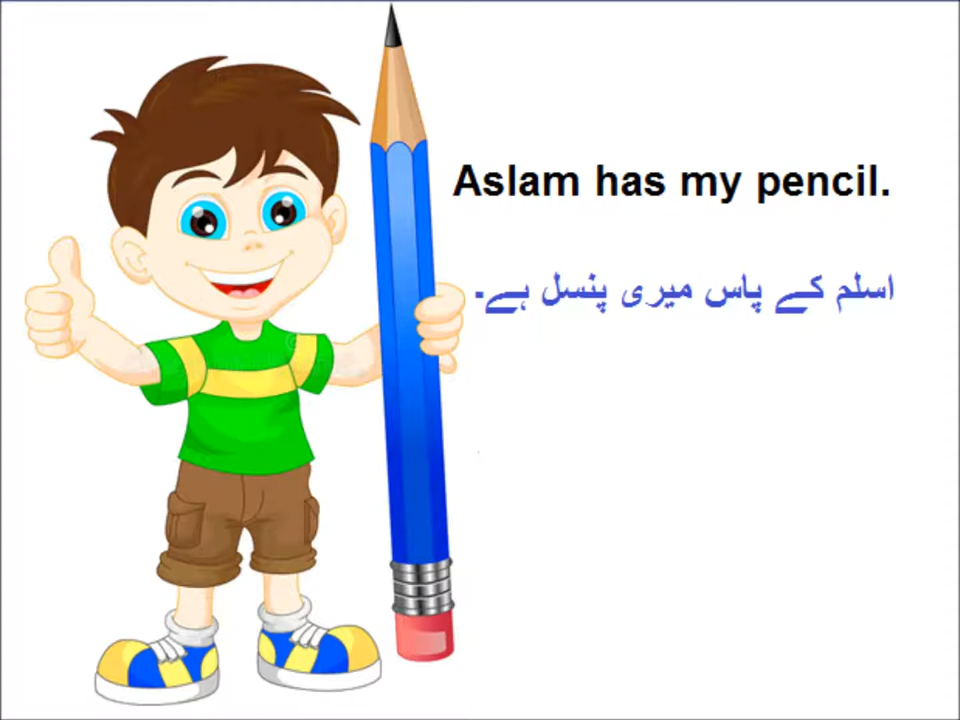 Aslam has my pencil.
اسلم کے پاس میری پنسل ہے۔